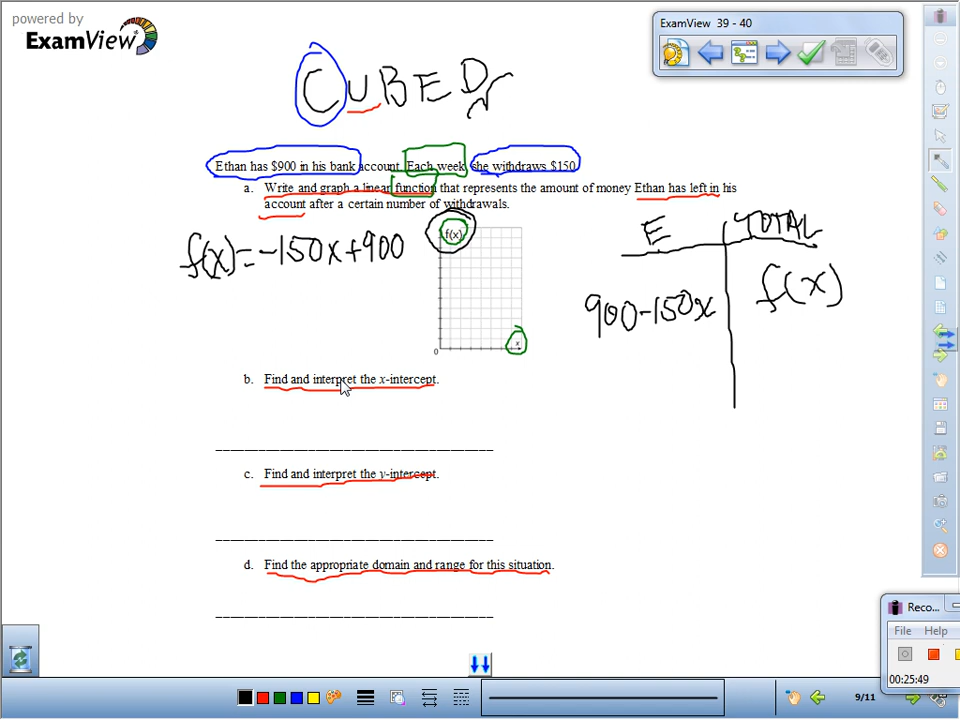 powered by
ExamView
ExamView 39 - 40
CUBED
Ethan has $900 in his bank account. Each week she withdraws $150.
a. Write and graph a linear function that represents the amount of money Ethan has left in his
account after a certain number of withdrawals.
f(x)=-150x+900
f(x)
0
x
E TOTAL
900-150x f(x)
b. Find and interpret the x-intercept.
c. Find and interpret the y-intercept.
d. Find the appropriate domain and range for this situation.
Reco...
File Help
00:25:49
9/11